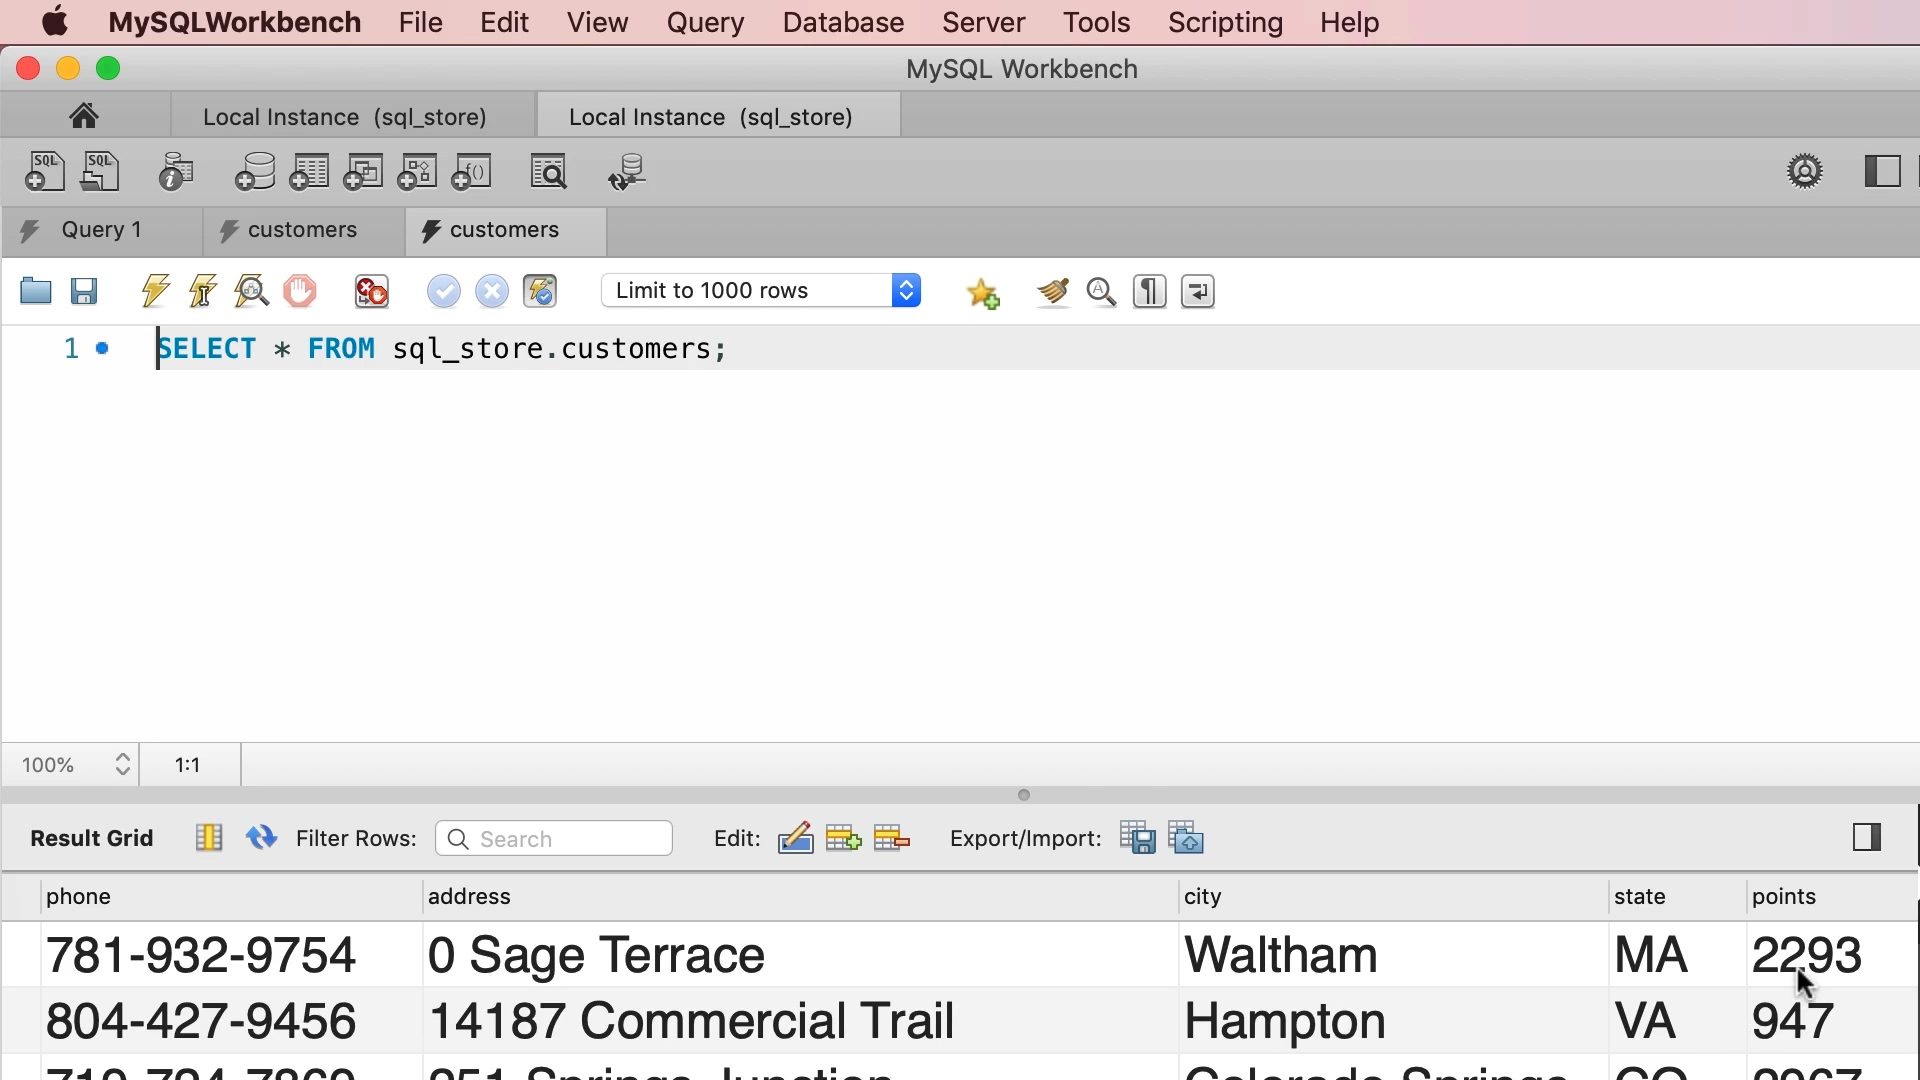 MySQLWorkbench File Edit View Query Database Server Tools Scripting Help
MySQL Workbench
Local Instance (sql_store) Local Instance (sql_store)
SQL SQL
Query 1 customers customers
Limit to 1000 rows
1 SELECT * FROM sql_store.customers;
100% 1:1
Result Grid Filter Rows: Search Edit: Export/Import:
phone address city state points
781-932-9754 0 Sage Terrace Waltham MA 2293
804-427-9456 14187 Commercial Trail Hampton VA 947